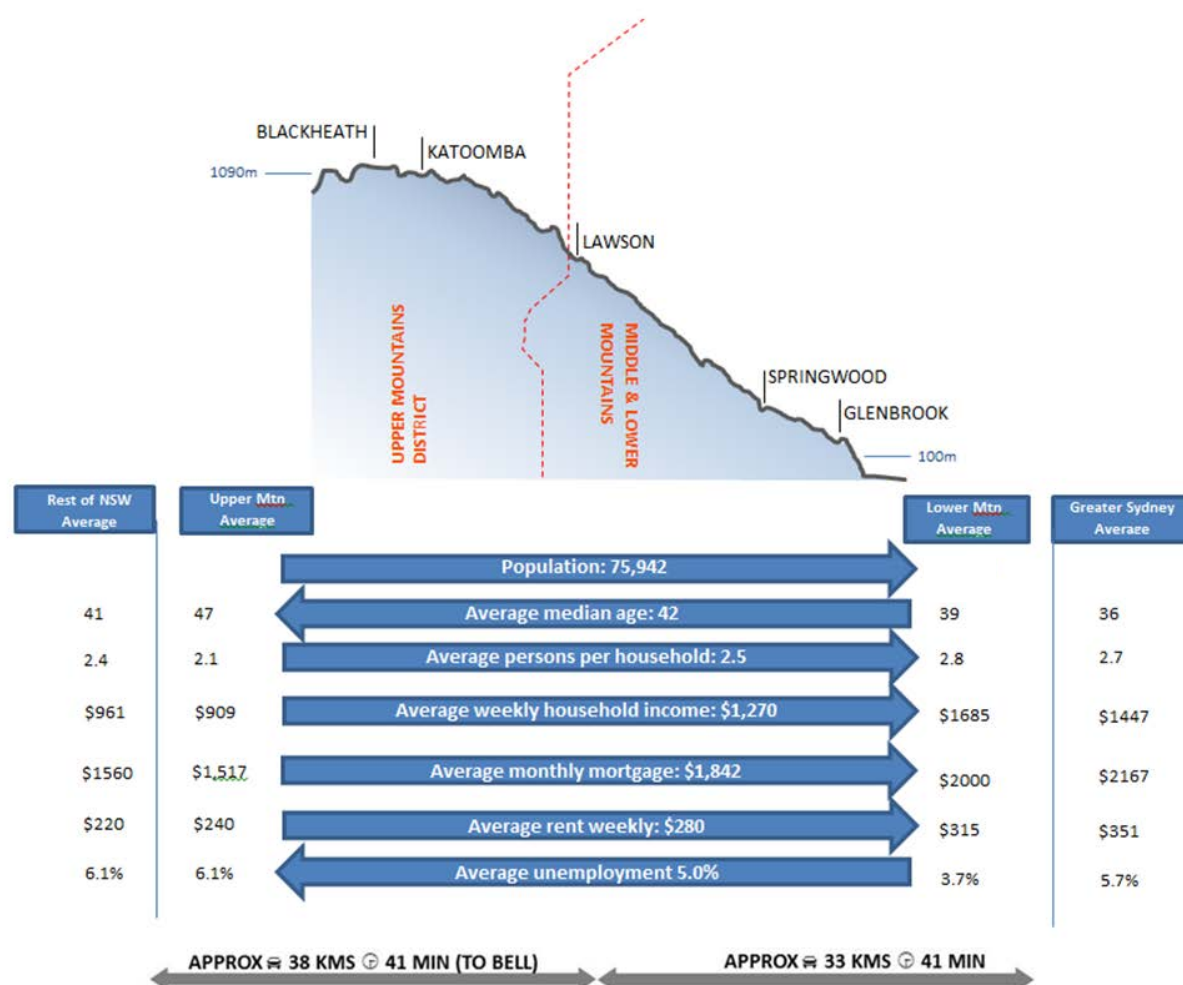 BLACKHEATH
KATOOMBA
1090m
LAWSON
UPPER MOUNTAINS
DISTRICT
MIDDLE & LOWER
MOUNTAINS
SPRINGWOOD
GLENBROOK
100m
Rest of NSW
Average
Upper Mtn
Average
Lower Mtn
Average
Greater Sydney
Average
Population: 75,942
41 47 Average median age: 42 39 36
2.4 2.1 Average persons per household: 2.5 2.8 2.7
$961 $909 Average weekly household income: $1,270 $1685 $1447
$1560 $1,517 Average monthly mortgage: $1,842 $2000 $2167
$220 $240 Average rent weekly: $280 $315 $351
6.1% 6.1% Average unemployment 5.0% 3.7% 5.7%
APPROX 38 KMS 41 MIN (TO BELL) APPROX 33 KMS 41 MIN